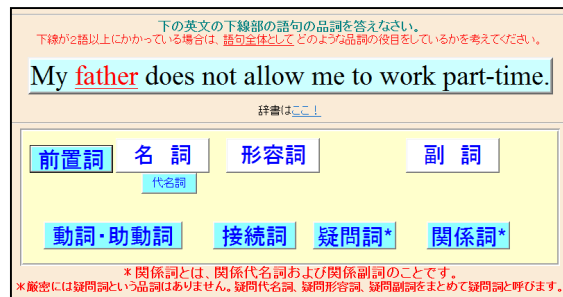 下の英文の下線部の語句の品詞を答えなさい。
下線が2語以上にかかっている場合は、語句全体として どのような品詞の役目をしているかを考えてください。
My father does not allow me to work part-time.
辞書はここ！
前置詞 名 詞 形容詞 副 詞
代名詞
動詞・助動詞 接続詞 疑問詞* 関係詞*
＊関係詞とは、関係代名詞および関係副詞のことです。
＊厳密には疑問詞という品詞はありません。疑問代名詞、疑問形容詞、疑問副詞をまとめて疑問詞と呼びます。